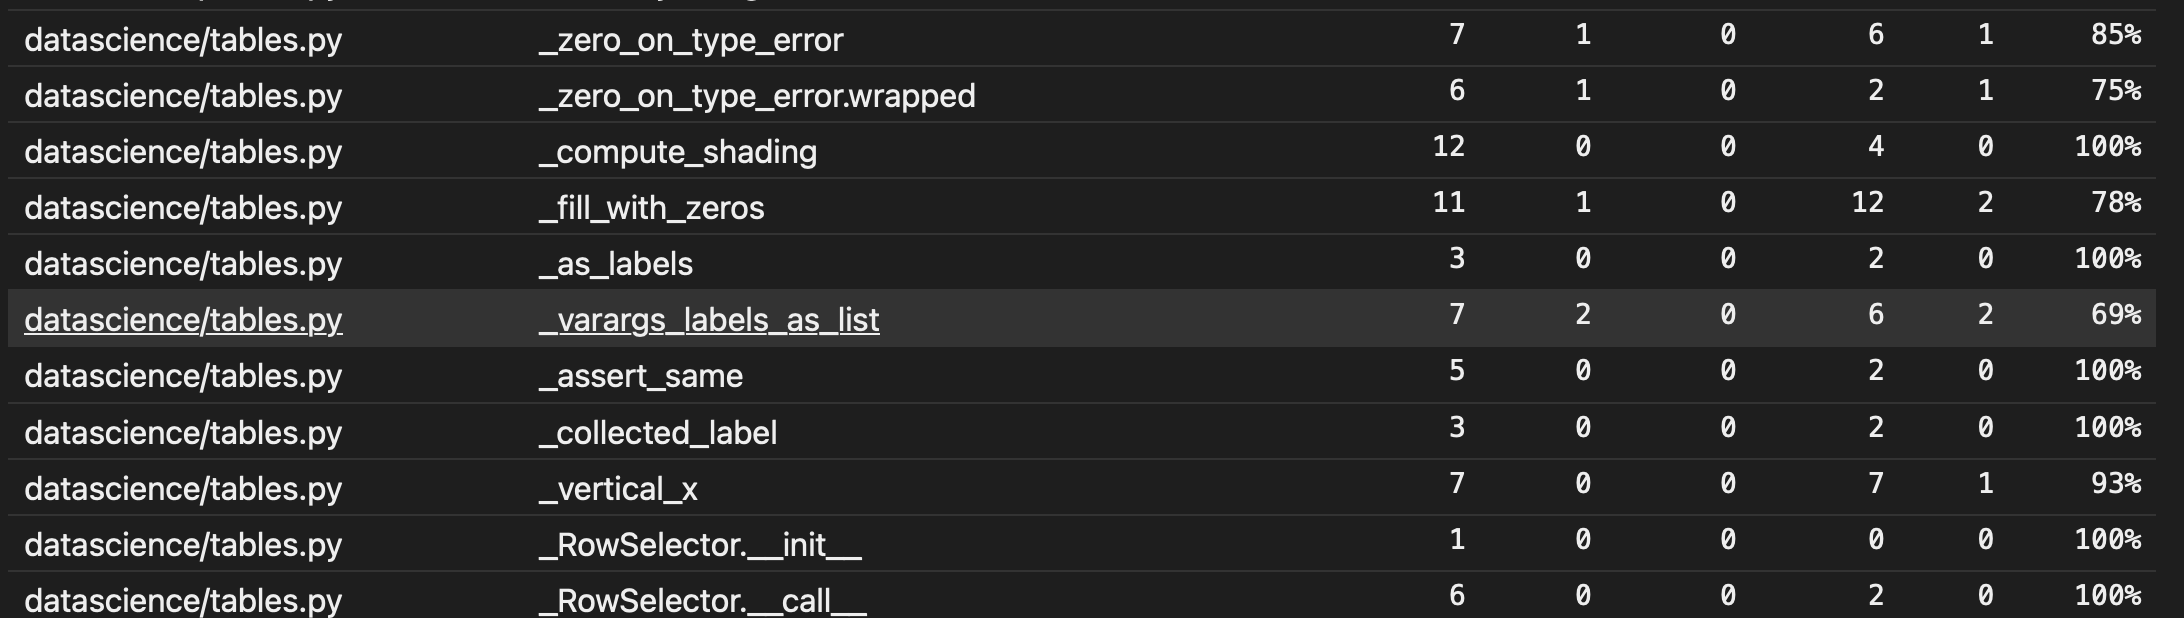 datascience/tables.py _zero_on_type_error 7 1 0 6 1 85%
datascience/tables.py _zero_on_type_error.wrapped 6 1 0 2 1 75%
datascience/tables.py _compute_shading 12 0 0 4 0 100%
datascience/tables.py _fill_with_zeros 11 1 0 12 2 78%
datascience/tables.py _as_labels 3 0 0 2 0 100%
datascience/tables.py _varargs_labels_as_list 7 2 0 6 2 69%
datascience/tables.py _assert_same 5 0 0 2 0 100%
datascience/tables.py _collected_label 3 0 0 2 0 100%
datascience/tables.py _vertical_x 7 0 0 7 1 93%
datascience/tables.py _RowSelector.__init__ 1 0 0 0 0 100%
datascience/tables.py _RowSelector.__call__ 6 0 0 2 0 100%